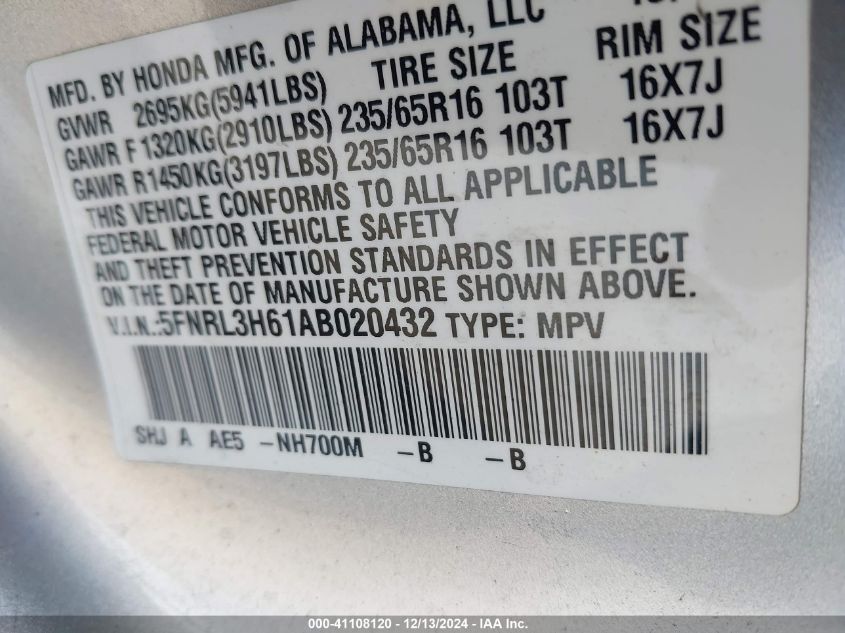 MFD. BY HONDA MFG. OF ALABAMA, LLC
GVWR 2695KG(5941LBS) TIRE SIZE RIM SIZE
GAWR F 1320KG(2910LBS) 235/65R16 103T 16X7J
GAWR R1450KG(3197LBS) 235/65R16 103T 16X7J
THIS VEHICLE CONFORMS TO ALL APPLICABLE
FEDERAL MOTOR VEHICLE SAFETY
AND THEFT PREVENTION STANDARDS IN EFFECT
ON THE DATE OF MANUFACTURE SHOWN ABOVE.
V.I.N.:5FNRL3H61AB020432 TYPE: MPV
SHJ A AE5 -NH700M -B -B
000-41108120 - 12/13/2024 - IAA Inc.